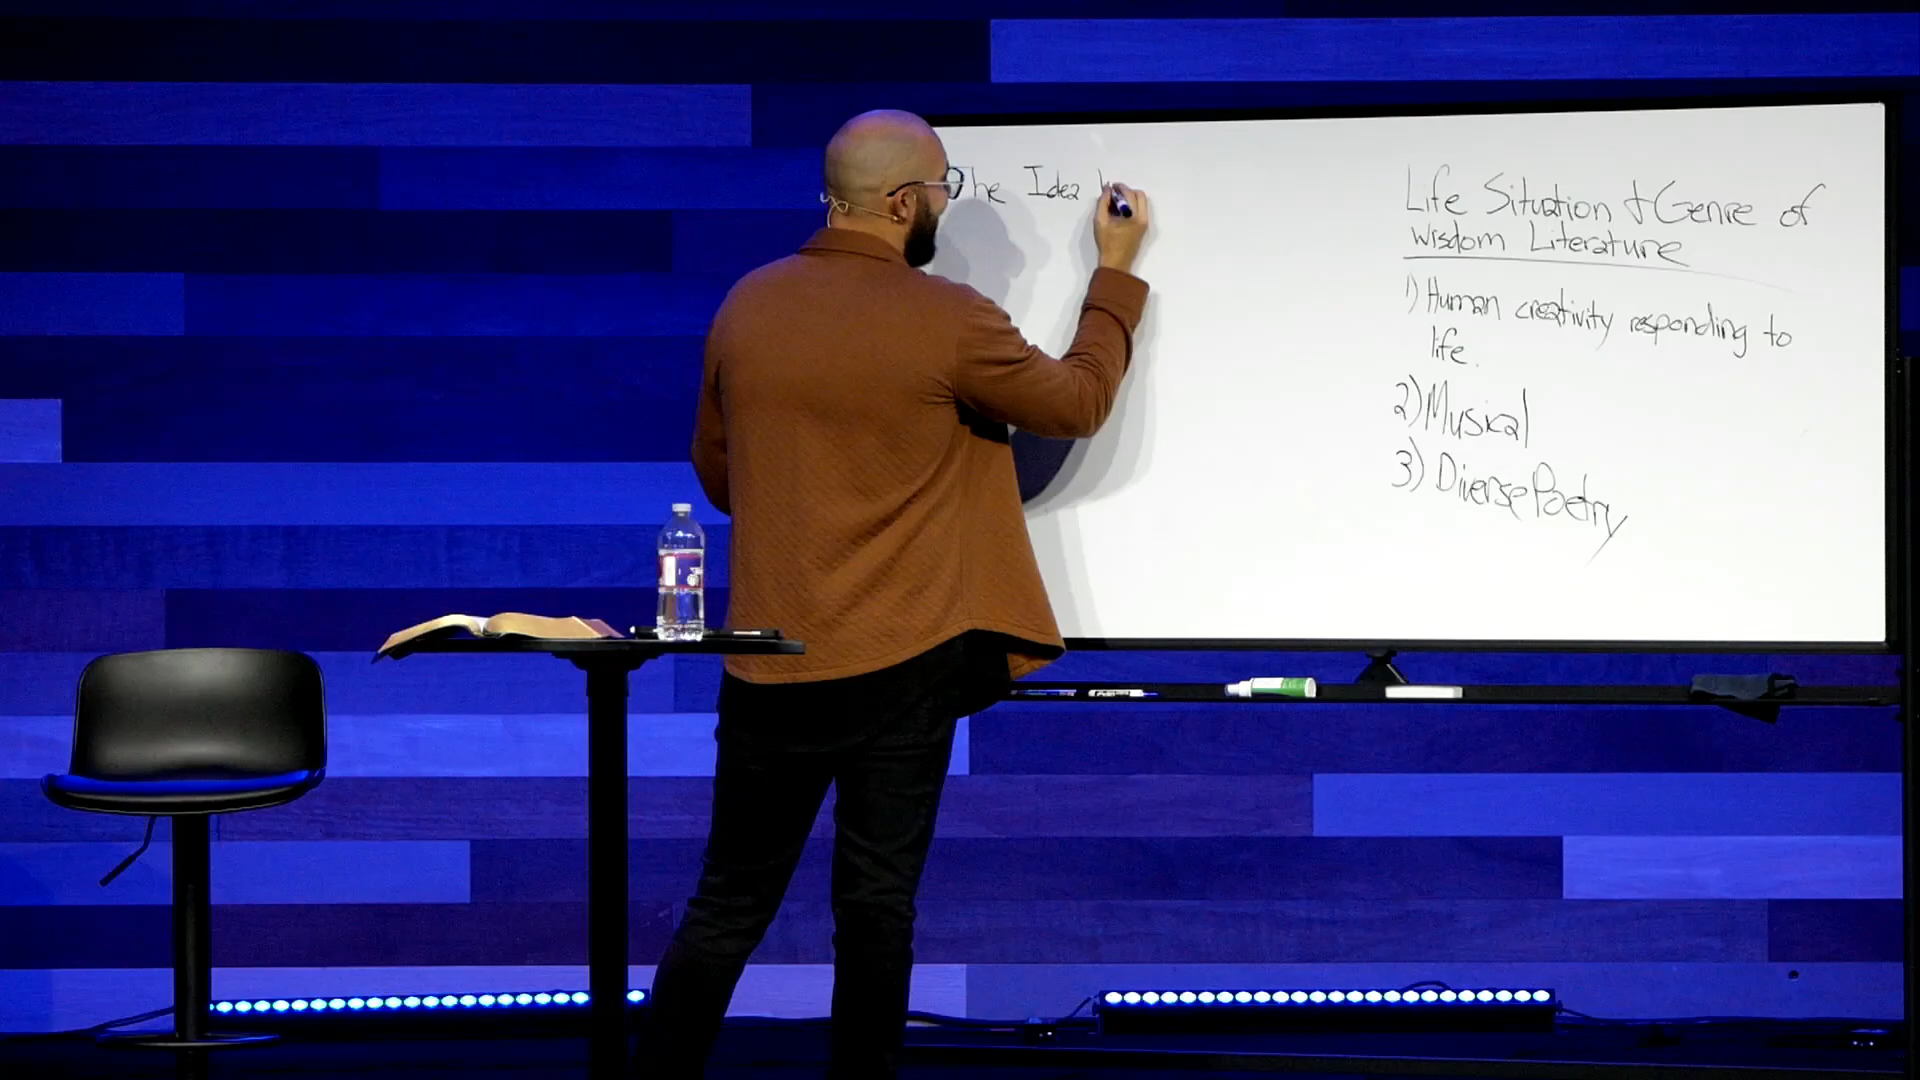 The Idea
Life Situation & Genre of
Wisdom Literature
1) Human creativity responding to
life.
2) Musical
3) Diverse Poetry